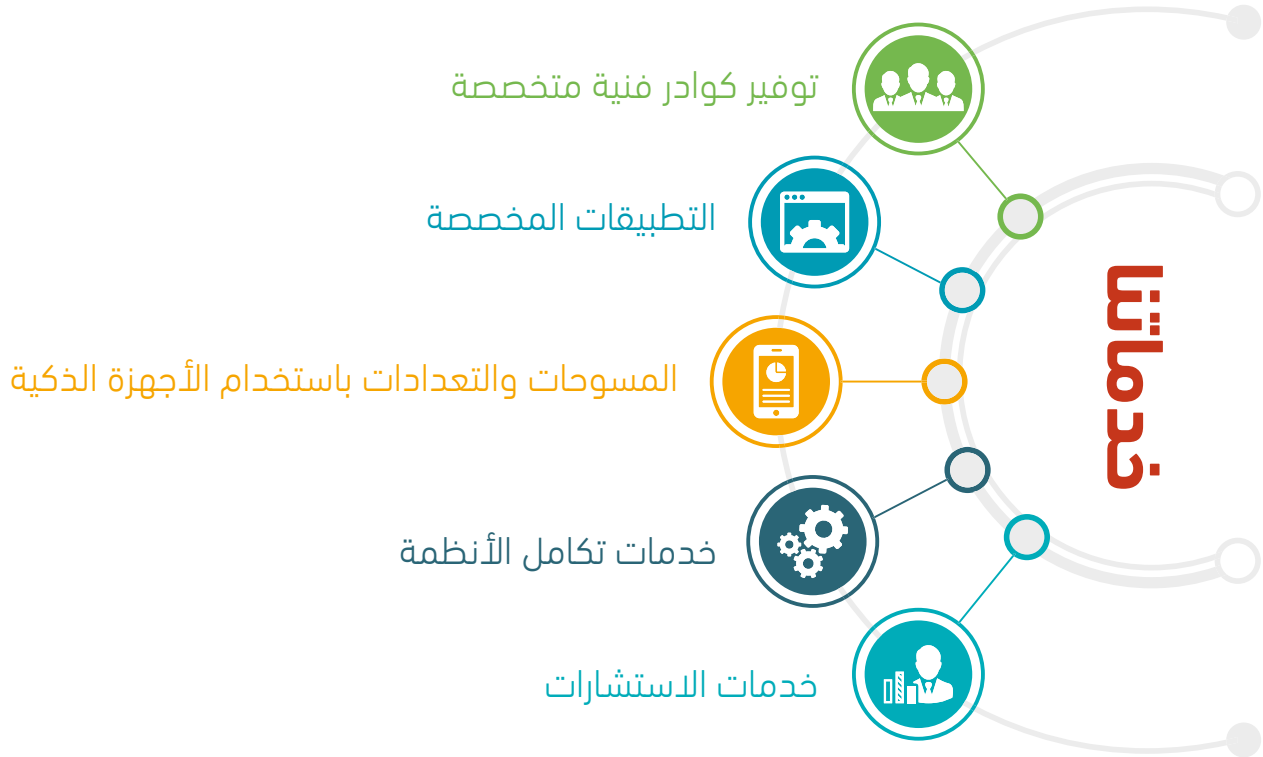 خدماتنا
توفير كوادر فنية متخصصة
التطبيقات المخصصة
المسوحات والتعدادات باستخدام الأجهزة الذكية
خدمات تكامل الأنظمة
خدمات الاستشارات